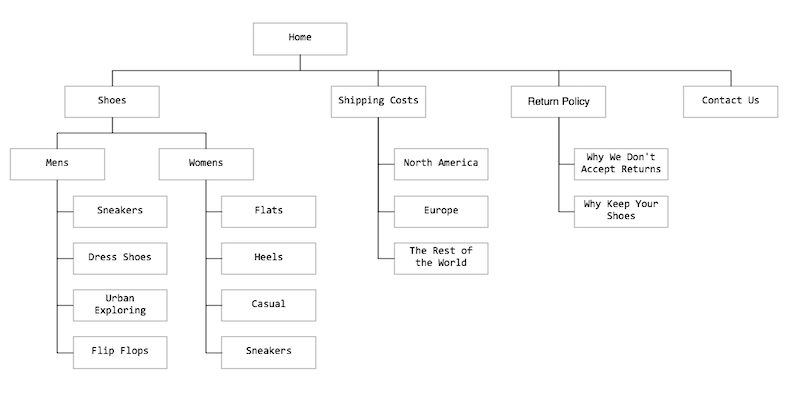 Home
Shoes
Shipping Costs
Return Policy
Contact Us
Mens
Womens
North America
Why We Don't
Accept Returns
Sneakers
Flats
Europe
Why Keep Your
Shoes
Dress Shoes
Heels
The Rest of
the World
Urban
Exploring
Casual
Flip Flops
Sneakers